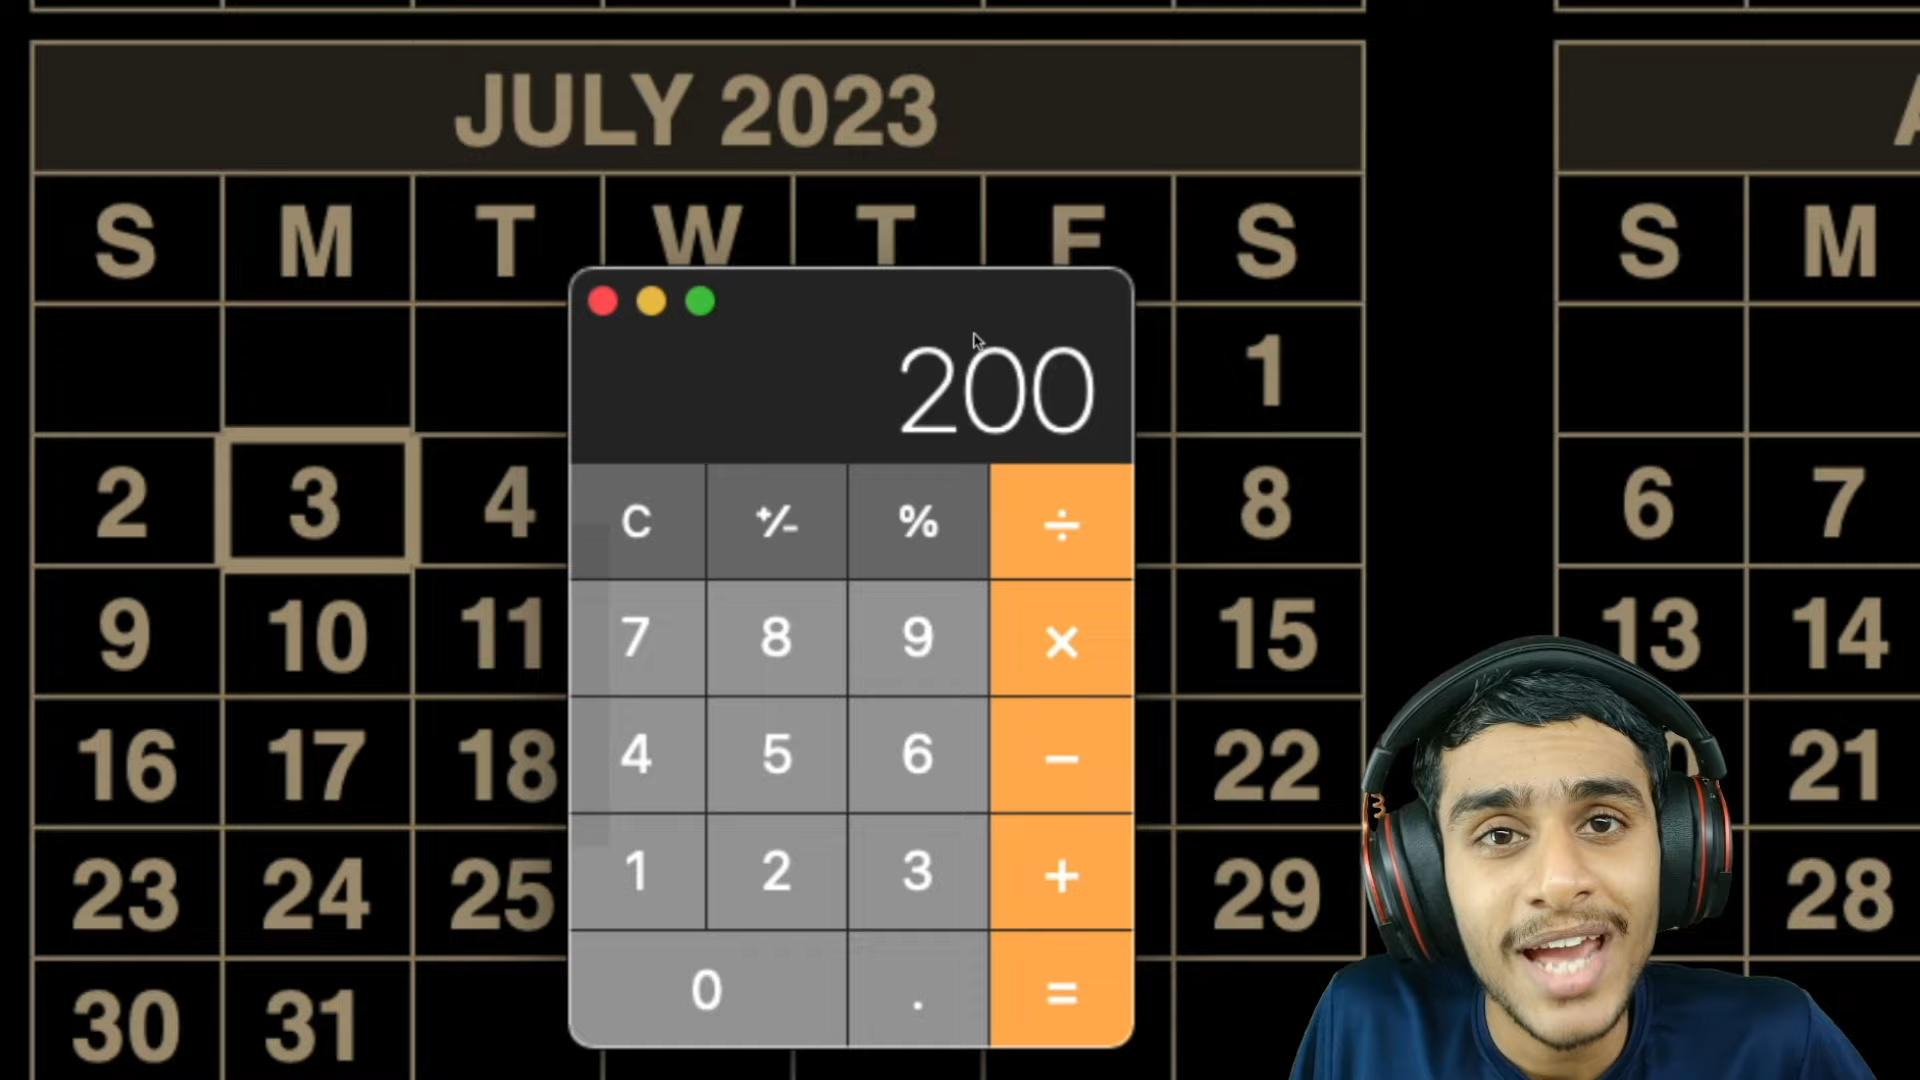 JULY 2023
A
S M T W T F S
S M
200
1
2 3 4
8
6 7
C +/- % ÷
9 10 11
7 8 9 ×
15
13 14
16 17 18
4 5 6 −
22
21
23 24 25
1 2 3 +
29
28
30 31
0 . =